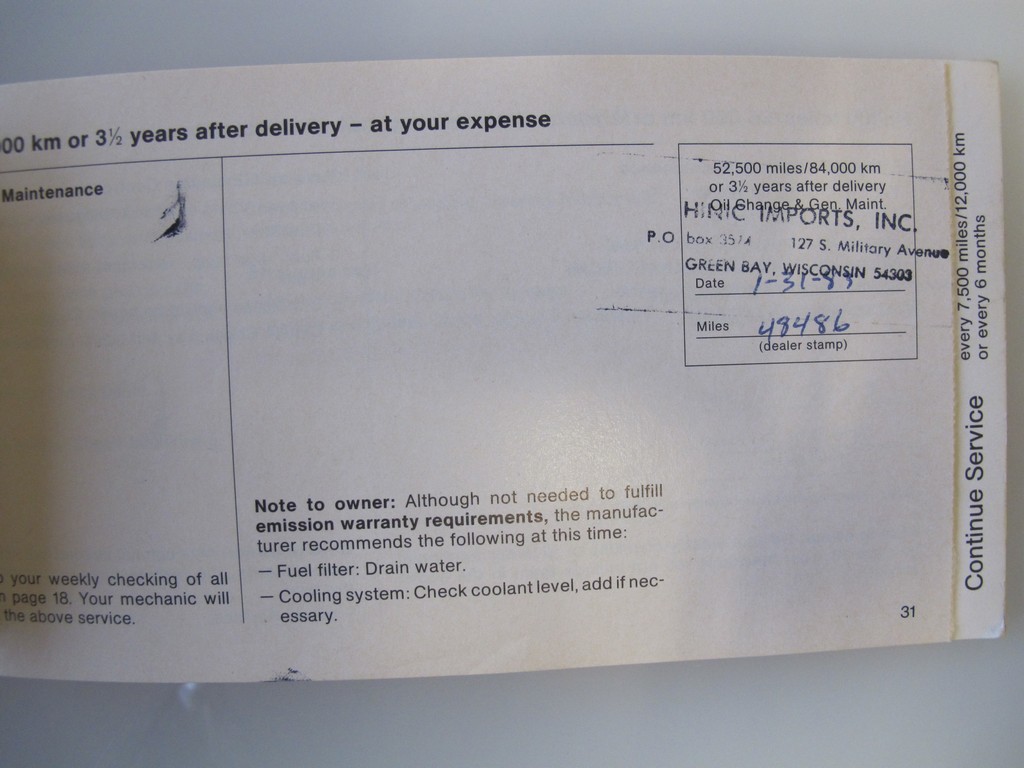 00 km or 3½ years after delivery – at your expense
Maintenance
your weekly checking of all
page 18. Your mechanic will
the above service.
Note to owner: Although not needed to fulfill
emission warranty requirements, the manufac-
turer recommends the following at this time:
– Fuel filter: Drain water.
– Cooling system: Check coolant level, add if nec-
essary.
52,500 miles/84,000 km
or 3½ years after delivery
Oil Change & Gen. Maint.
IMPORTS, INC.
P.O box 3574 127 S. Military Avenue
GREEN BAY, WISCONSIN 54303
Date 1-31-83
Miles 49486
(dealer stamp)
31
Continue Service every 7,500 miles/12,000 km
or every 6 months